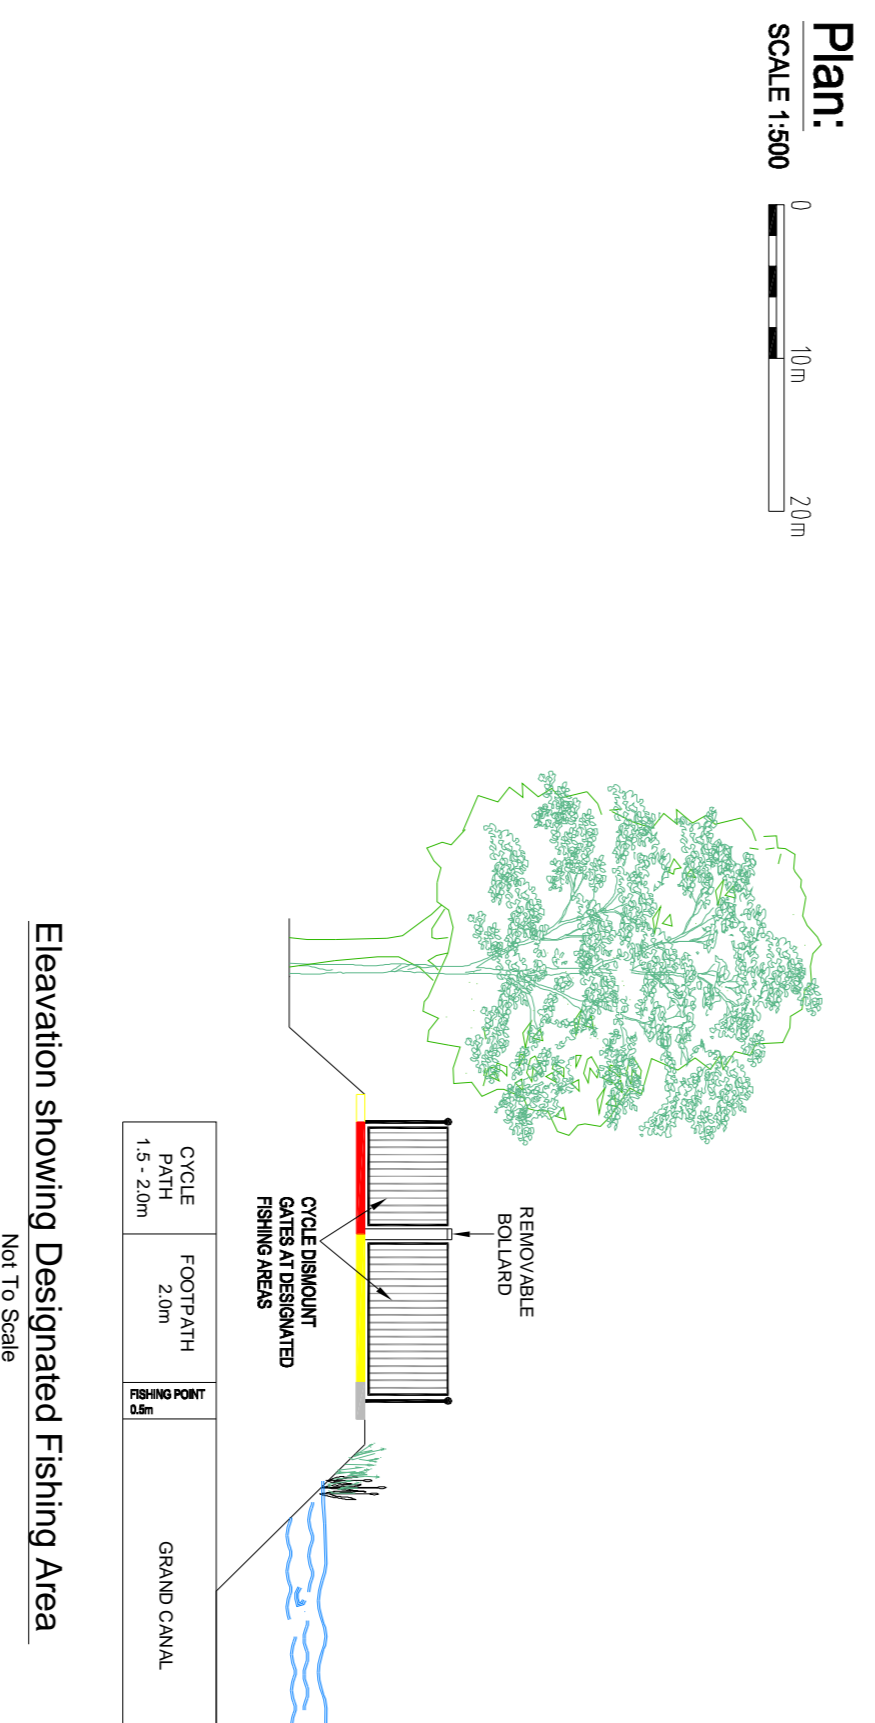 Plan:
SCALE 1:500
0
10m
20m
REMOVABLE
BOLLARD
CYCLE DISMOUNT
GATES AT DESIGNATED
FISHING AREAS
CYCLE
PATH
1.5 - 2.0m
FOOTPATH
2.0m
FISHING POINT
0.5m
GRAND CANAL
Eleavation showing Designated Fishing Area
Not To Scale